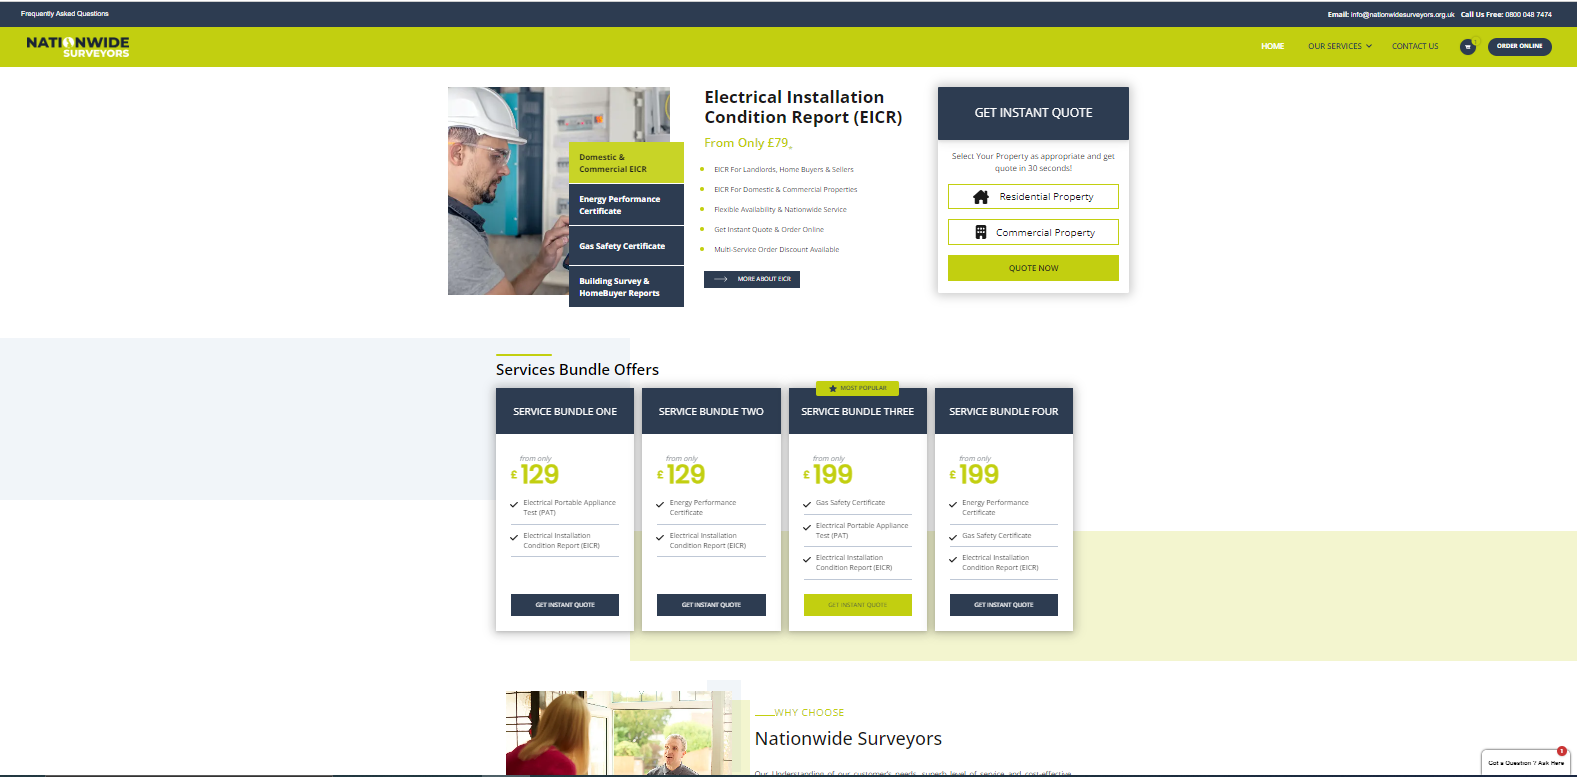 Frequently Asked Questions
Email: info@nationwidesurveyors.org.uk Call Us Free: 0800 048 7474
NATIONWIDE
SURVEYORS
HOME
OUR SERVICES
CONTACT US
ORDER ONLINE
Domestic &
Commercial EICR
Energy Performance
Certificate
Gas Safety Certificate
Building Survey &
HomeBuyer Reports
Electrical Installation
Condition Report (EICR)
From Only £79
EICR For Landlords, Home Buyers & Sellers
EICR For Domestic & Commercial Properties
Flexible Availability & Nationwide Service
Get Instant Quote & Order Online
Multi-Service Order Discount Available
MORE ABOUT EICR
GET INSTANT QUOTE
Select Your Property as appropriate and get
quote in 30 seconds!
Residential Property
Commercial Property
QUOTE NOW
Services Bundle Offers
SERVICE BUNDLE ONE
from only
£129
Electrical Portable Appliance
Test (PAT)
Electrical Installation
Condition Report (EICR)
GET INSTANT QUOTE
SERVICE BUNDLE TWO
from only
£129
Energy Performance
Certificate
Electrical Installation
Condition Report (EICR)
GET INSTANT QUOTE
MOST POPULAR
SERVICE BUNDLE THREE
from only
£199
Gas Safety Certificate
Electrical Portable Appliance
Test (PAT)
Electrical Installation
Condition Report (EICR)
GET INSTANT QUOTE
SERVICE BUNDLE FOUR
from only
£199
Energy Performance
Certificate
Gas Safety Certificate
Electrical Installation
Condition Report (EICR)
GET INSTANT QUOTE
WHY CHOOSE
Nationwide Surveyors
Our Understanding of our customer's needs, superb level of service and cost-effective
1
Got a Question ? Ask Here